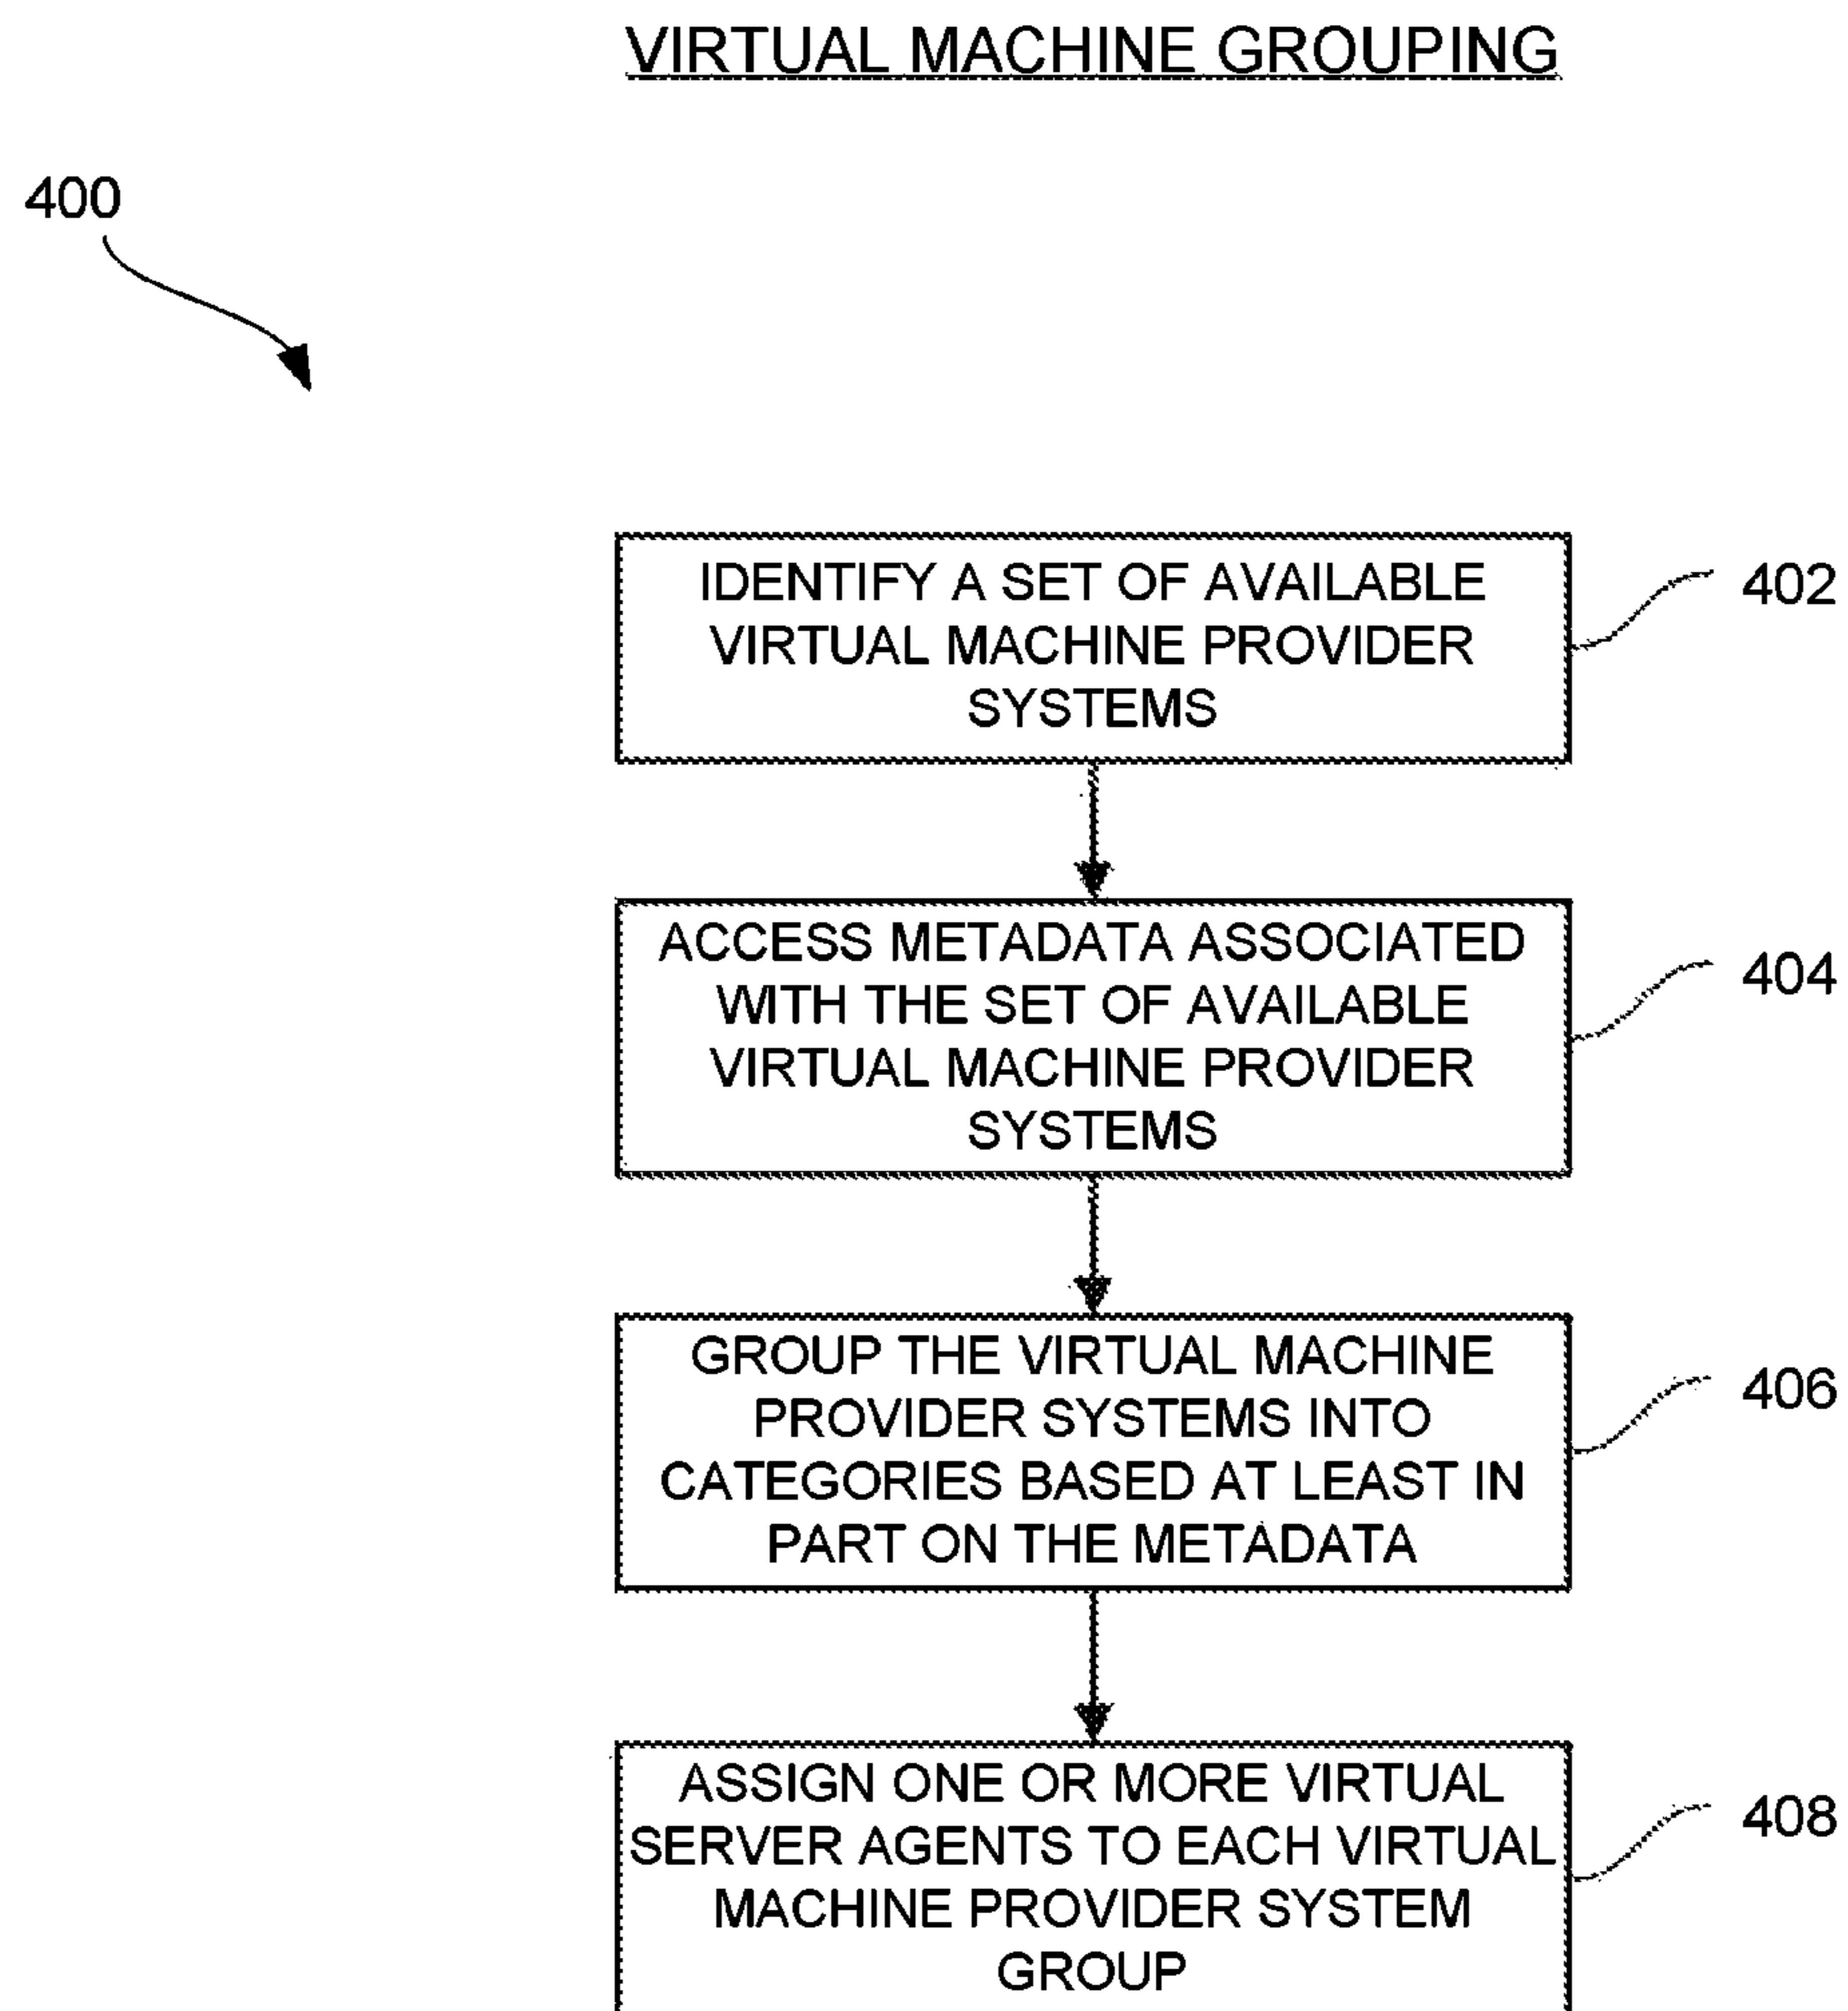 VIRTUAL MACHINE GROUPING
400
IDENTIFY A SET OF AVAILABLE
VIRTUAL MACHINE PROVIDER
SYSTEMS
402
ACCESS METADATA ASSOCIATED
WITH THE SET OF AVAILABLE
VIRTUAL MACHINE PROVIDER
SYSTEMS
404
GROUP THE VIRTUAL MACHINE
PROVIDER SYSTEMS INTO
CATEGORIES BASED AT LEAST IN
PART ON THE METADATA
406
ASSIGN ONE OR MORE VIRTUAL
SERVER AGENTS TO EACH VIRTUAL
MACHINE PROVIDER SYSTEM
GROUP
408